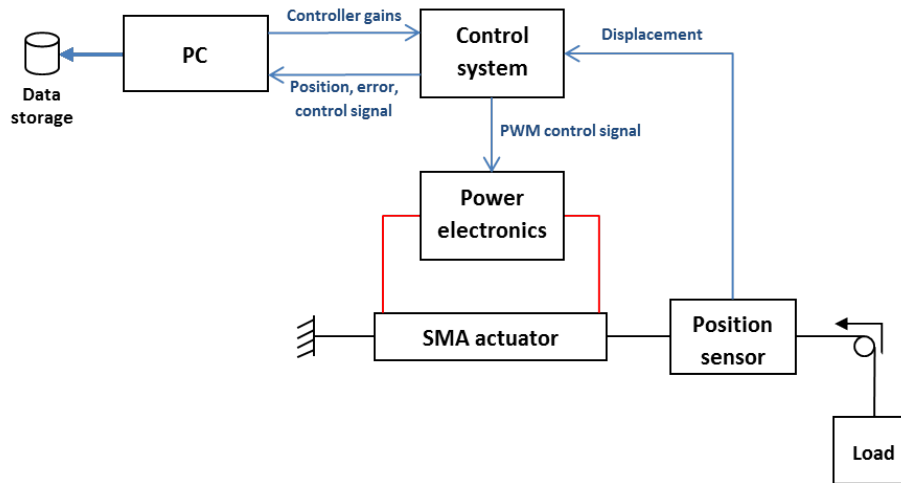 Controller gains
PC
Control
system
Displacement
Data
storage
Position, error,
control signal
PWM control signal
Power
electronics
SMA actuator
Position
sensor
Load